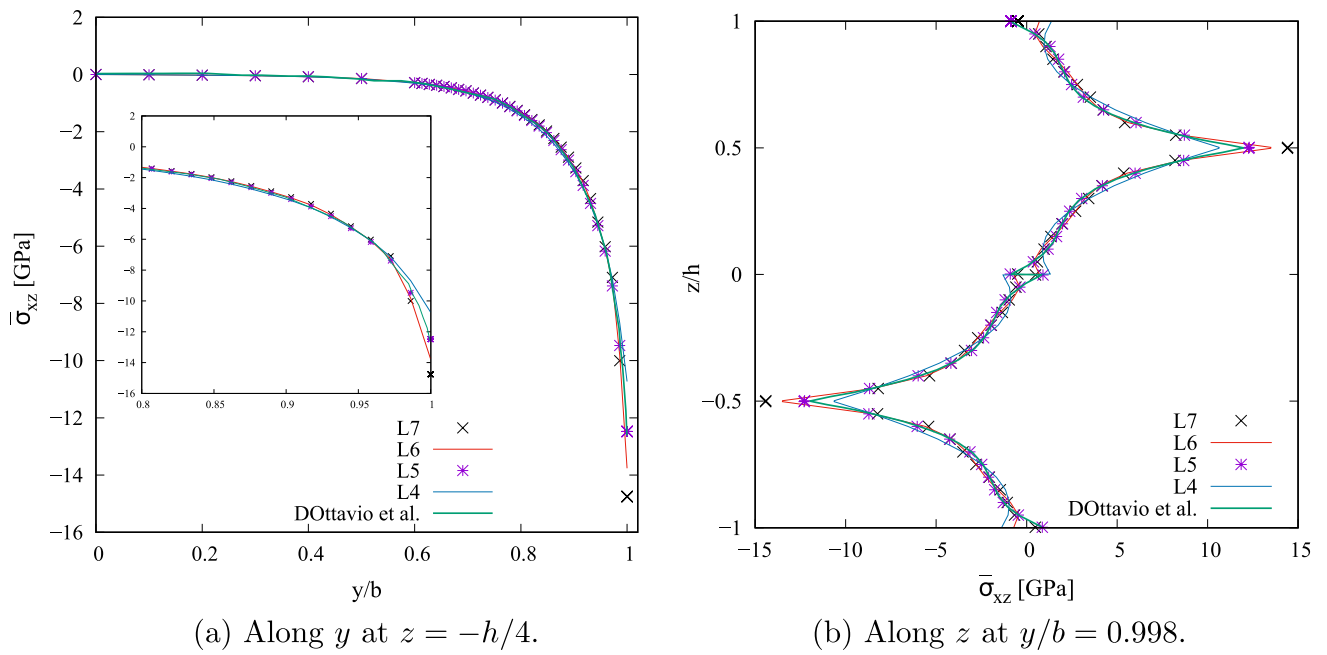 2
0
−2
−4
−6
−8
−10
−12
−14
−16
0
0.2
0.4
0.6
0.8
1
σ̅xz [GPa]
y/b
2
0
−2
−4
−6
−8
−10
−12
−14
−16
0.8
0.85
0.9
0.95
1
L7
L6
L5
L4
DOttavio et al.
(a) Along y at z = −h/4.
1
0.5
0
−0.5
−1
−15
−10
−5
0
5
10
15
z/h
σ̅xz [GPa]
L7
L6
L5
L4
DOttavio et al.
(b) Along z at y/b = 0.998.